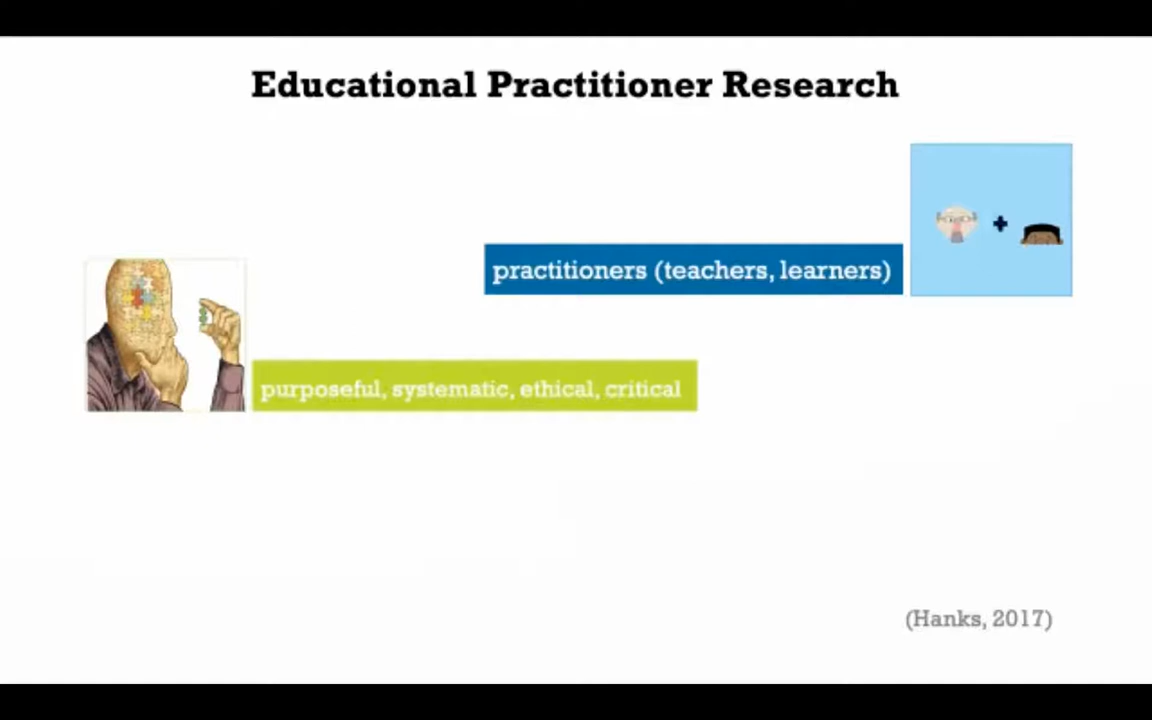 Educational Practitioner Research
practitioners (teachers, learners)
purposeful, systematic, ethical, critical
(Hanks, 2017)